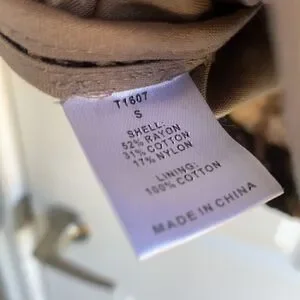 T1607
S
SHELL:
52% RAYON
31% COTTON
17% NYLON
LINING:
100% COTTON
MADE IN CHINA